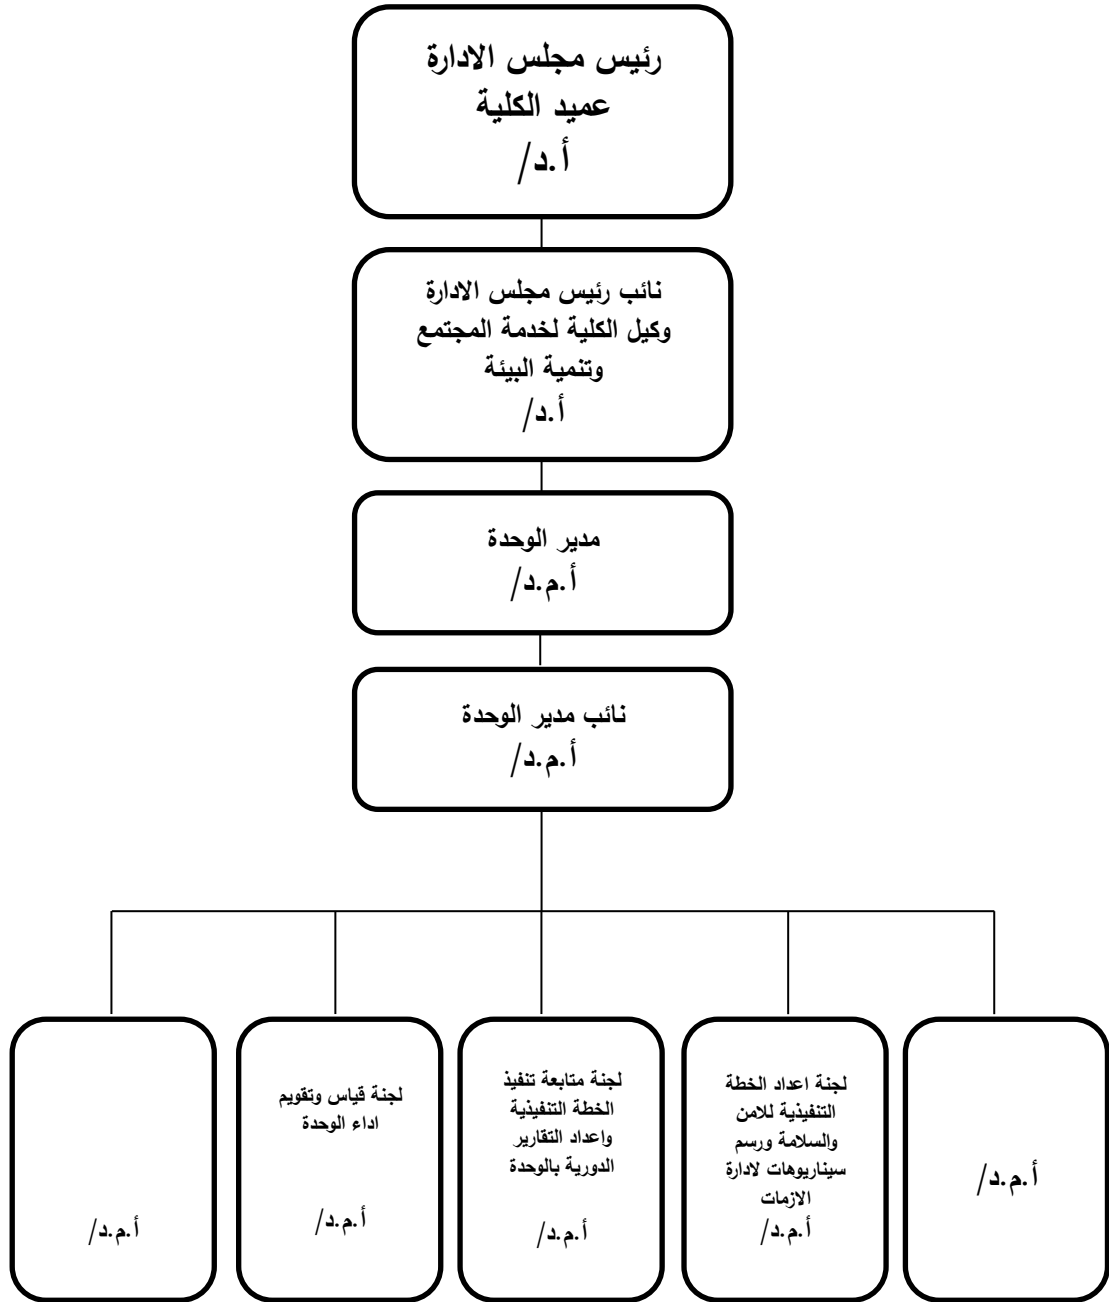 رئيس مجلس الادارة
عميد الكلية
أ.د/
نائب رئيس مجلس الادارة
وكيل الكلية لخدمة المجتمع
وتنمية البيئة
أ.د/
مدير الوحدة
أ.م.د/
نائب مدير الوحدة
أ.م.د/
أ.م.د/
لجنة اعداد الخطة
التنفيذية للامن
والسلامة ورسم
سيناريوهات لادارة
الازمات
أ.م.د/
لجنة متابعة تنفيذ
الخطة التنفيذية
واعداد التقارير
الدورية بالوحدة
أ.م.د/
لجنة قياس وتقويم
اداء الوحدة
أ.م.د/
أ.م.د/